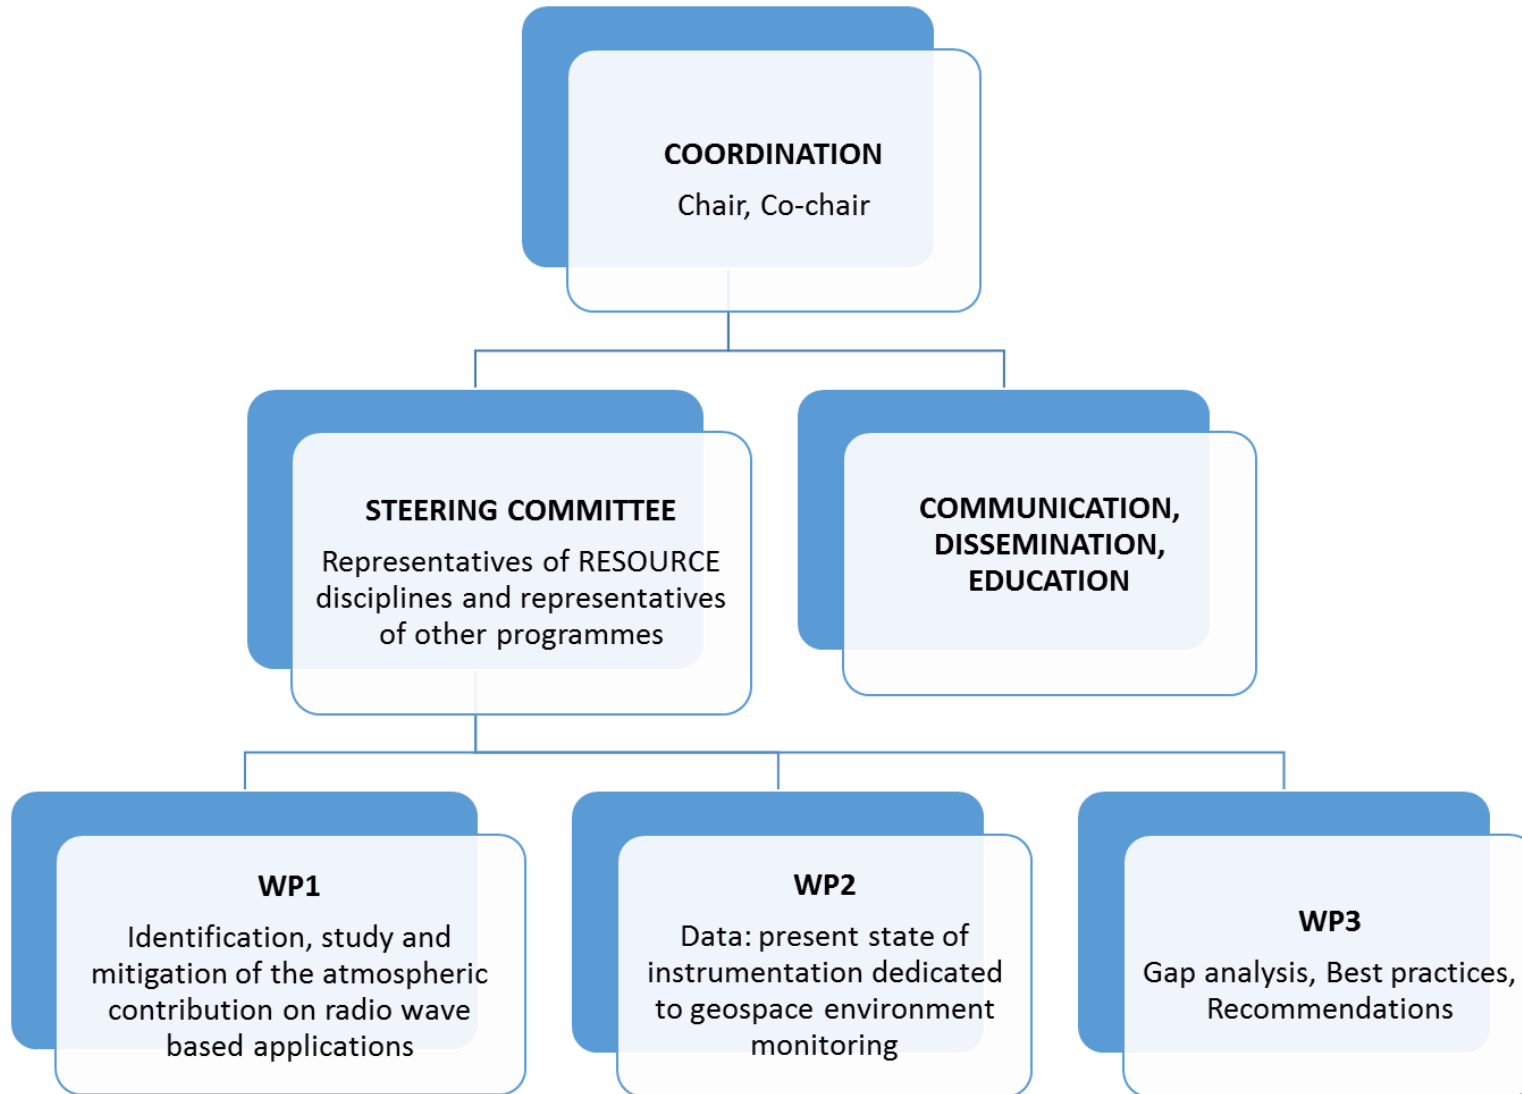 COORDINATION
Chair, Co-chair
STEERING COMMITTEE
Representatives of RESOURCE
disciplines and representatives
of other programmes
COMMUNICATION,
DISSEMINATION,
EDUCATION
WP1
Identification, study and
mitigation of the atmospheric
contribution on radio wave
based applications
WP2
Data: present state of
instrumentation dedicated
to geospace environment
monitoring
WP3
Gap analysis, Best practices,
Recommendations